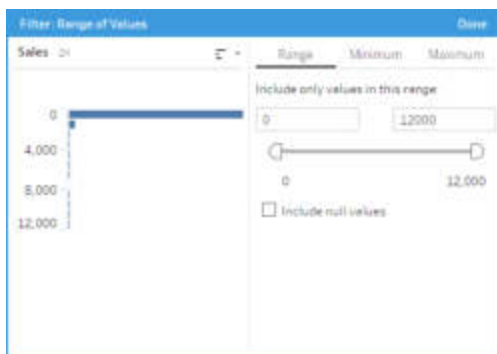 Filter: Range of Values Done
Sales
Range Minimum Maximum
Include only values in this range
0 12000
0 12,000
Include null values
0
4,000
8,000
12,000